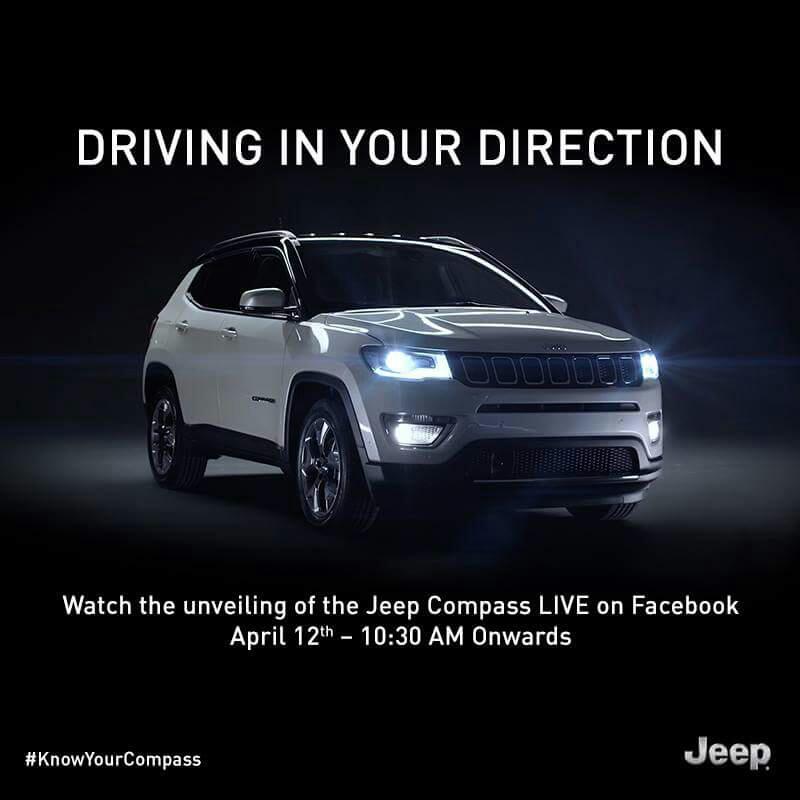 DRIVING IN YOUR DIRECTION
COMPASS
Watch the unveiling of the Jeep Compass LIVE on Facebook
April 12th – 10:30 AM Onwards
#KnowYourCompass
Jeep